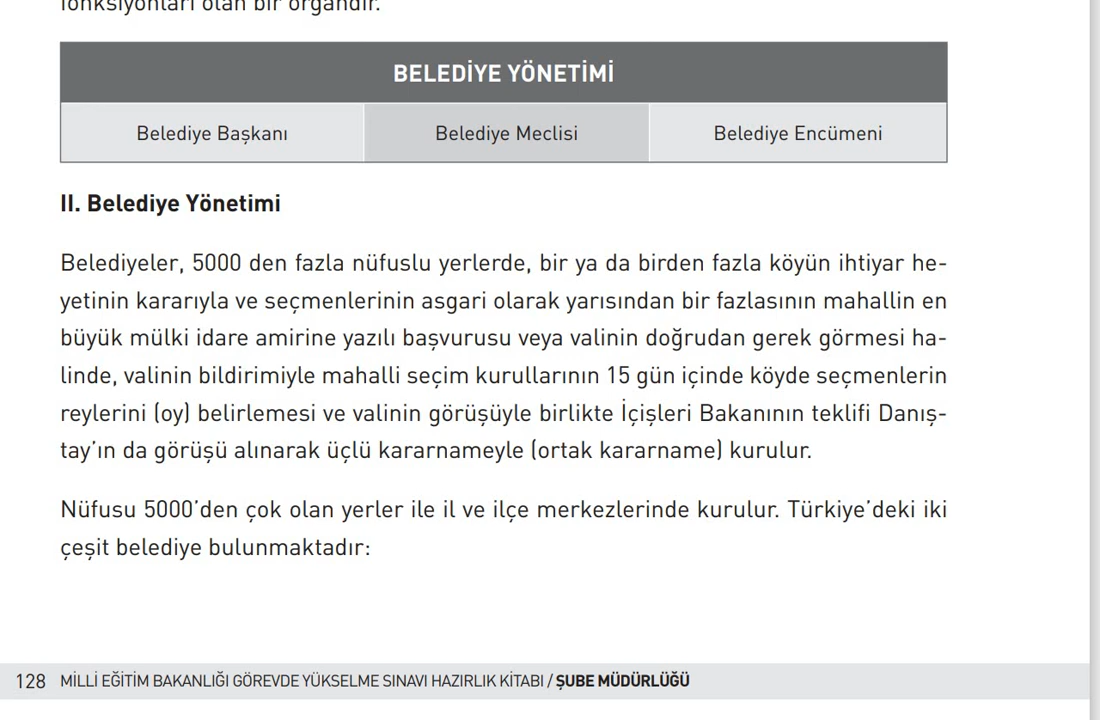 fonksiyonları olan bir organdır.
BELEDİYE YÖNETİMİ
Belediye Başkanı
Belediye Meclisi
Belediye Encümeni
II. Belediye Yönetimi
Belediyeler, 5000 den fazla nüfuslu yerlerde, bir ya da birden fazla köyün ihtiyar he-
yetinin kararıyla ve seçmenlerinin asgari olarak yarısından bir fazlasının mahallin en
büyük mülki idare amirine yazılı başvurusu veya valinin doğrudan gerek görmesi ha-
linde, valinin bildirimiyle mahalli seçim kurullarının 15 gün içinde köyde seçmenlerin
reylerini (oy) belirlemesi ve valinin görüşüyle birlikte İçişleri Bakanının teklifi Danış-
tay’ın da görüşü alınarak üçlü kararnameyle (ortak kararname) kurulur.
Nüfusu 5000’den çok olan yerler ile il ve ilçe merkezlerinde kurulur. Türkiye’deki iki
çeşit belediye bulunmaktadır:
128 MİLLİ EĞİTİM BAKANLIĞI GÖREVDE YÜKSELME SINAVI HAZIRLIK KİTABI / ŞUBE MÜDÜRLÜĞÜ